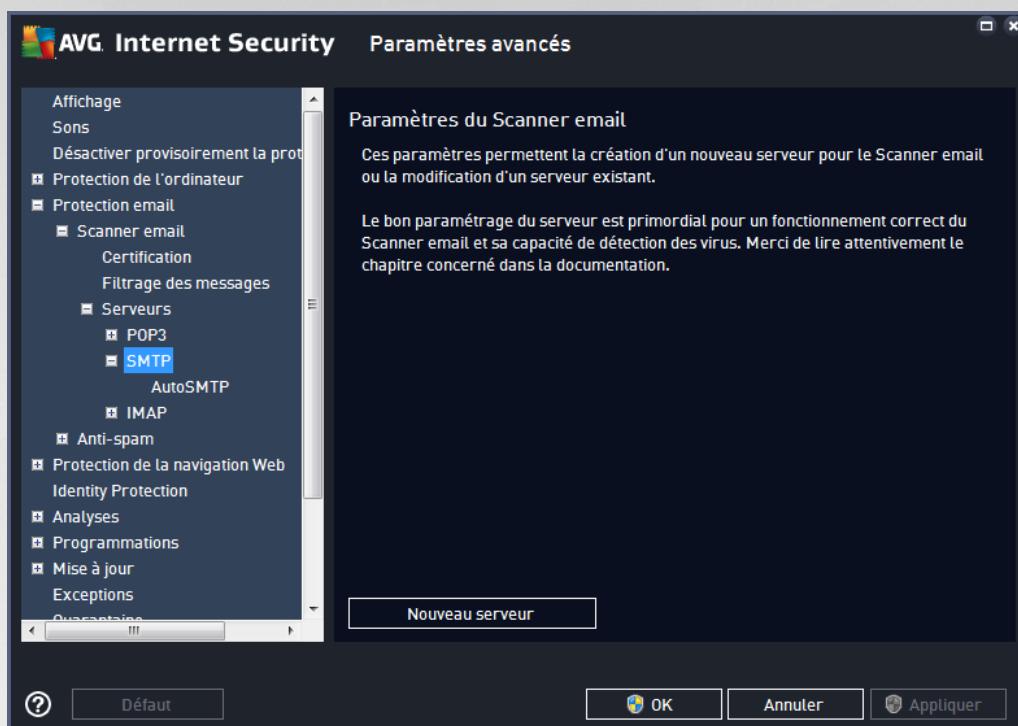 AVG. Internet Security Paramètres avancés
Affichage
Sons
Désactiver provisoirement la prot
Protection de l'ordinateur
Protection email
Scanner email
Certification
Filtrage des messages
Serveurs
POP3
SMTP
AutoSMTP
IMAP
Anti-spam
Protection de la navigation Web
Identity Protection
Analyses
Programmations
Mise à jour
Exceptions
Quarantaine
Paramètres du Scanner email
Ces paramètres permettent la création d'un nouveau serveur pour le Scanner email
ou la modification d'un serveur existant.
Le bon paramétrage du serveur est primordial pour un fonctionnement correct du
Scanner email et sa capacité de détection des virus. Merci de lire attentivement le
chapitre concerné dans la documentation.
Nouveau serveur
Défaut
OK
Annuler
Appliquer